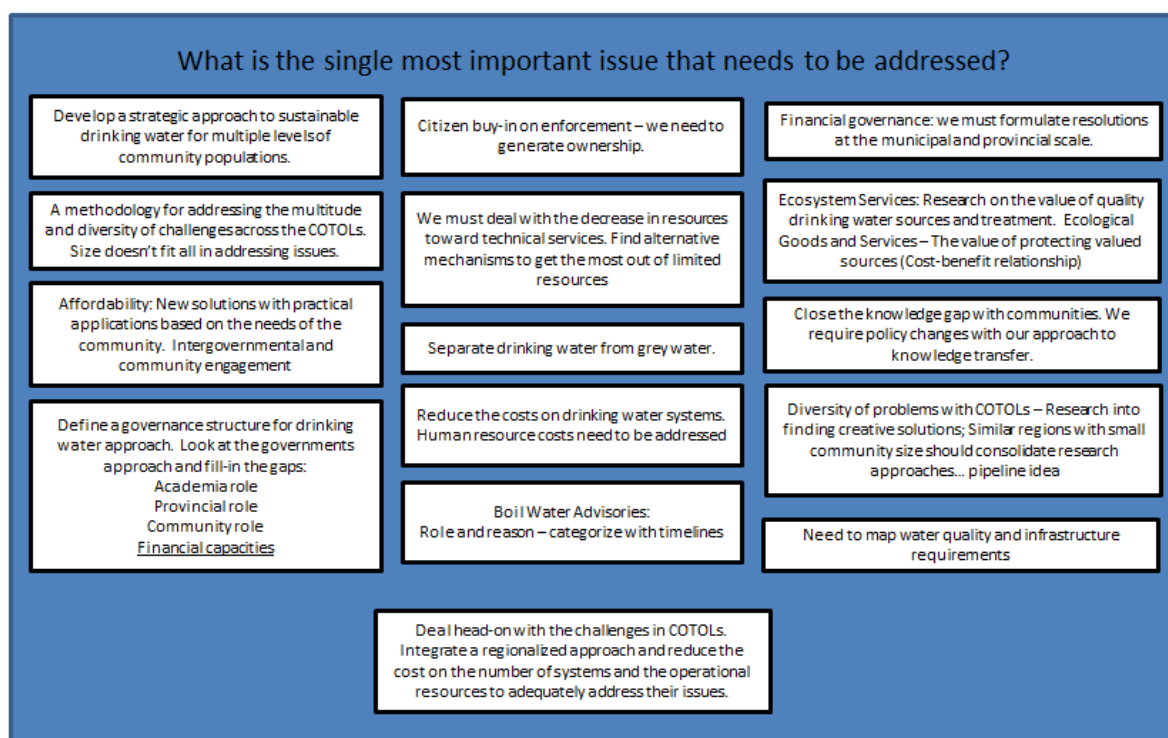 What is the single most important issue that needs to be addressed?
Develop a strategic approach to sustainable
drinking water for multiple levels of
community populations.
A methodology for addressing the multitude
and diversity of challenges across the COTOLs.
Size doesn't fit all in addressing issues.
Affordability: New solutions with practical
applications based on the needs of the
community. Intergovernmental and
community engagement
Define a governance structure for drinking
water approach. Look at the governments
approach and fill-in the gaps:
Academia role
Provincial role
Community role
Financial capacities
Citizen buy-in on enforcement – we need to
generate ownership.
We must deal with the decrease in resources
toward technical services. Find alternative
mechanisms to get the most out of limited
resources
Separate drinking water from grey water.
Reduce the costs on drinking water systems.
Human resource costs need to be addressed
Boil Water Advisories:
Role and reason – categorize with timelines
Financial governance: we must formulate resolutions
at the municipal and provincial scale.
Ecosystem Services: Research on the value of quality
drinking water sources and treatment. Ecological
Goods and Services – The value of protecting valued
sources (Cost-benefit relationship)
Close the knowledge gap with communities. We
require policy changes with our approach to
knowledge transfer.
Diversity of problems with COTOLs – Research into
finding creative solutions; Similar regions with small
community size should consolidate research
approaches... pipeline idea
Need to map water quality and infrastructure
requirements
Deal head-on with the challenges in COTOLs.
Integrate a regionalized approach and reduce the
cost on the number of systems and the operational
resources to adequately address their issues.